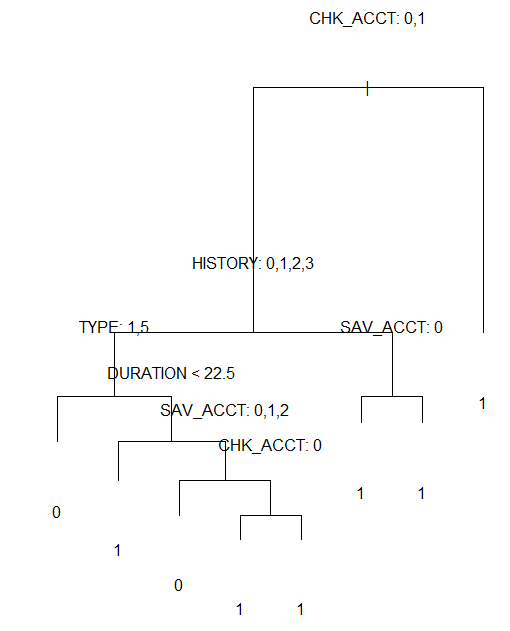 CHK_ACCT: 0,1
HISTORY: 0,1,2,3
TYPE: 1,5
SAV_ACCT: 0
DURATION < 22.5
SAV_ACCT: 0,1,2
1
CHK_ACCT: 0
1
1
0
1
0
1
1